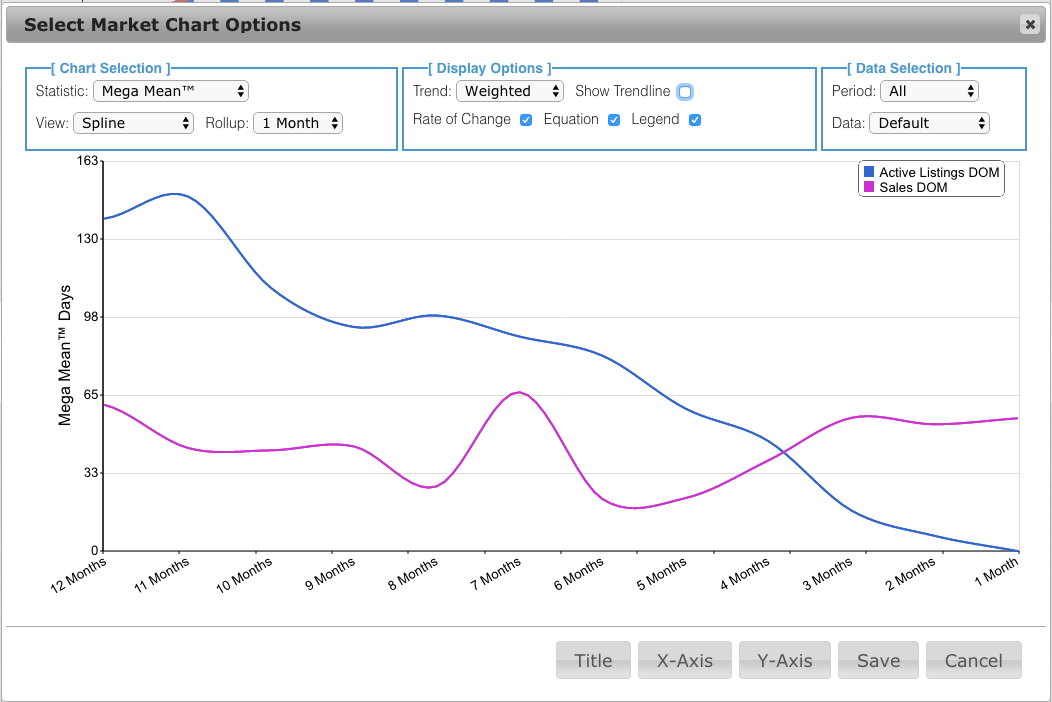 Select Market Chart Options
[ Chart Selection ]
Statistic: Mega Mean™
View: Spline Rollup: 1 Month
[ Display Options ]
Trend: Weighted Show Trendline
Rate of Change Equation Legend
[ Data Selection ]
Period: All
Data: Default
Active Listings DOM
Sales DOM
Mega Mean™ Days
163
130
98
65
33
0
12 Months
11 Months
10 Months
9 Months
8 Months
7 Months
6 Months
5 Months
4 Months
3 Months
2 Months
1 Month
Title X-Axis Y-Axis Save Cancel